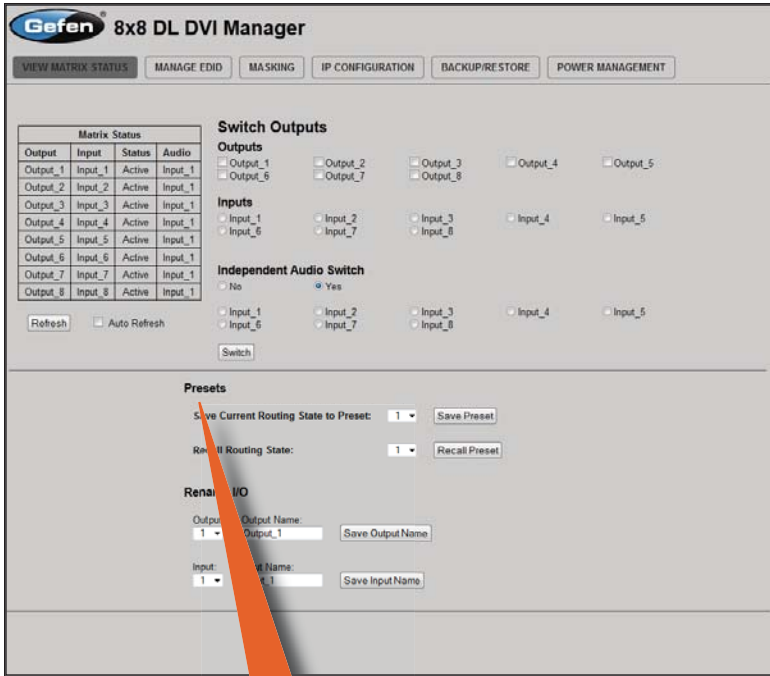 Gefen® 8x8 DL DVI Manager
VIEW MATRIX STATUS MANAGE EDID MASKING IP CONFIGURATION BACKUP/RESTORE POWER MANAGEMENT
Matrix Status
Output Input Status Audio
Output_1 Input_1 Active Input_1
Output_2 Input_2 Active Input_1
Output_3 Input_3 Active Input_1
Output_4 Input_4 Active Input_1
Output_5 Input_5 Active Input_1
Output_6 Input_6 Active Input_1
Output_7 Input_7 Active Input_1
Output_8 Input_8 Active Input_1
Refresh Auto Refresh
Switch Outputs
Outputs
Output_1 Output_2 Output_3 Output_4 Output_5
Output_6 Output_7 Output_8
Inputs
Input_1 Input_2 Input_3 Input_4 Input_5
Input_6 Input_7 Input_8
Independent Audio Switch
No Yes
Input_1 Input_2 Input_3 Input_4 Input_5
Input_6 Input_7 Input_8
Switch
Presets
Save Current Routing State to Preset: 1 Save Preset
Recall Routing State: 1 Recall Preset
Rename I/O
Output: Output Name:
1 Output_1 Save Output Name
Input: Name:
1 Save Input Name